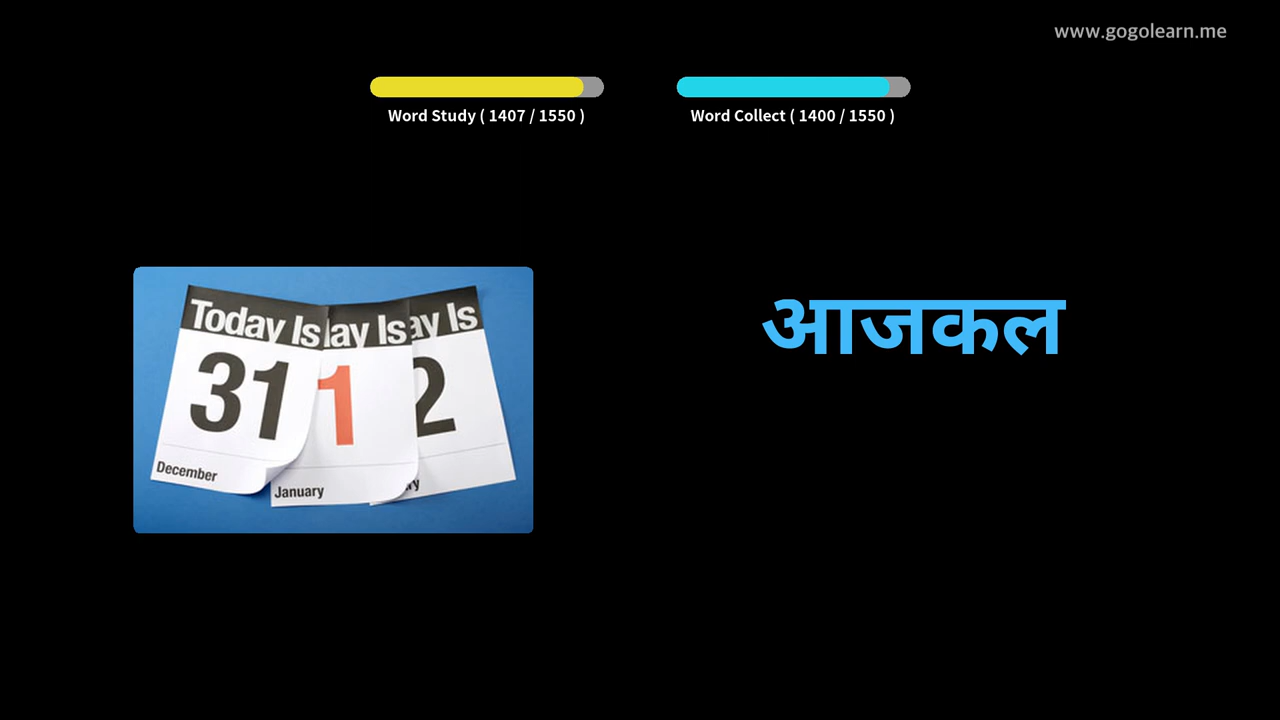 www.gogolearn.me
Word Study ( 1407 / 1550 )
Word Collect ( 1400 / 1550 )
आजकल
Today Is
31
December
ay Is
1
January
ay Is
2
ry